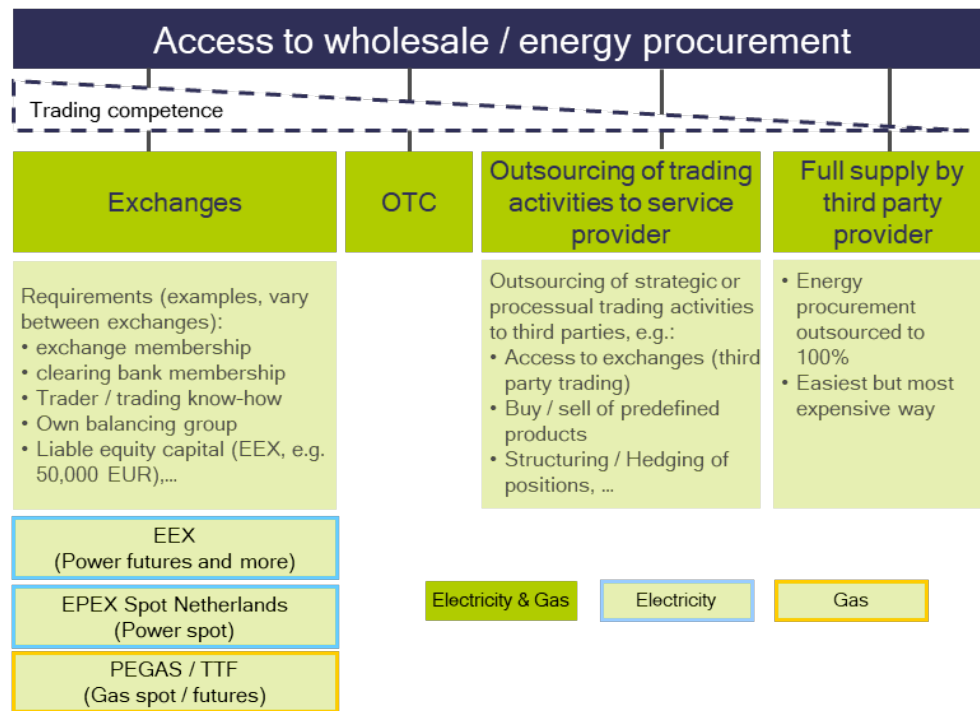 Access to wholesale / energy procurement
Trading competence
Exchanges
OTC
Outsourcing of trading
activities to service
provider
Full supply by
third party
provider
Requirements (examples, vary
between exchanges):
• exchange membership
• clearing bank membership
• Trader / trading know-how
• Own balancing group
• Liable equity capital (EEX, e.g.
50,000 EUR),...
Outsourcing of strategic or
processual trading activities
to third parties, e.g.:
• Access to exchanges (third
party trading)
• Buy / sell of predefined
products
• Structuring / Hedging of
positions, ...
• Energy
procurement
outsourced to
100%
• Easiest but most
expensive way
EEX
(Power futures and more)
EPEX Spot Netherlands
(Power spot)
PEGAS / TTF
(Gas spot / futures)
Electricity & Gas
Electricity
Gas